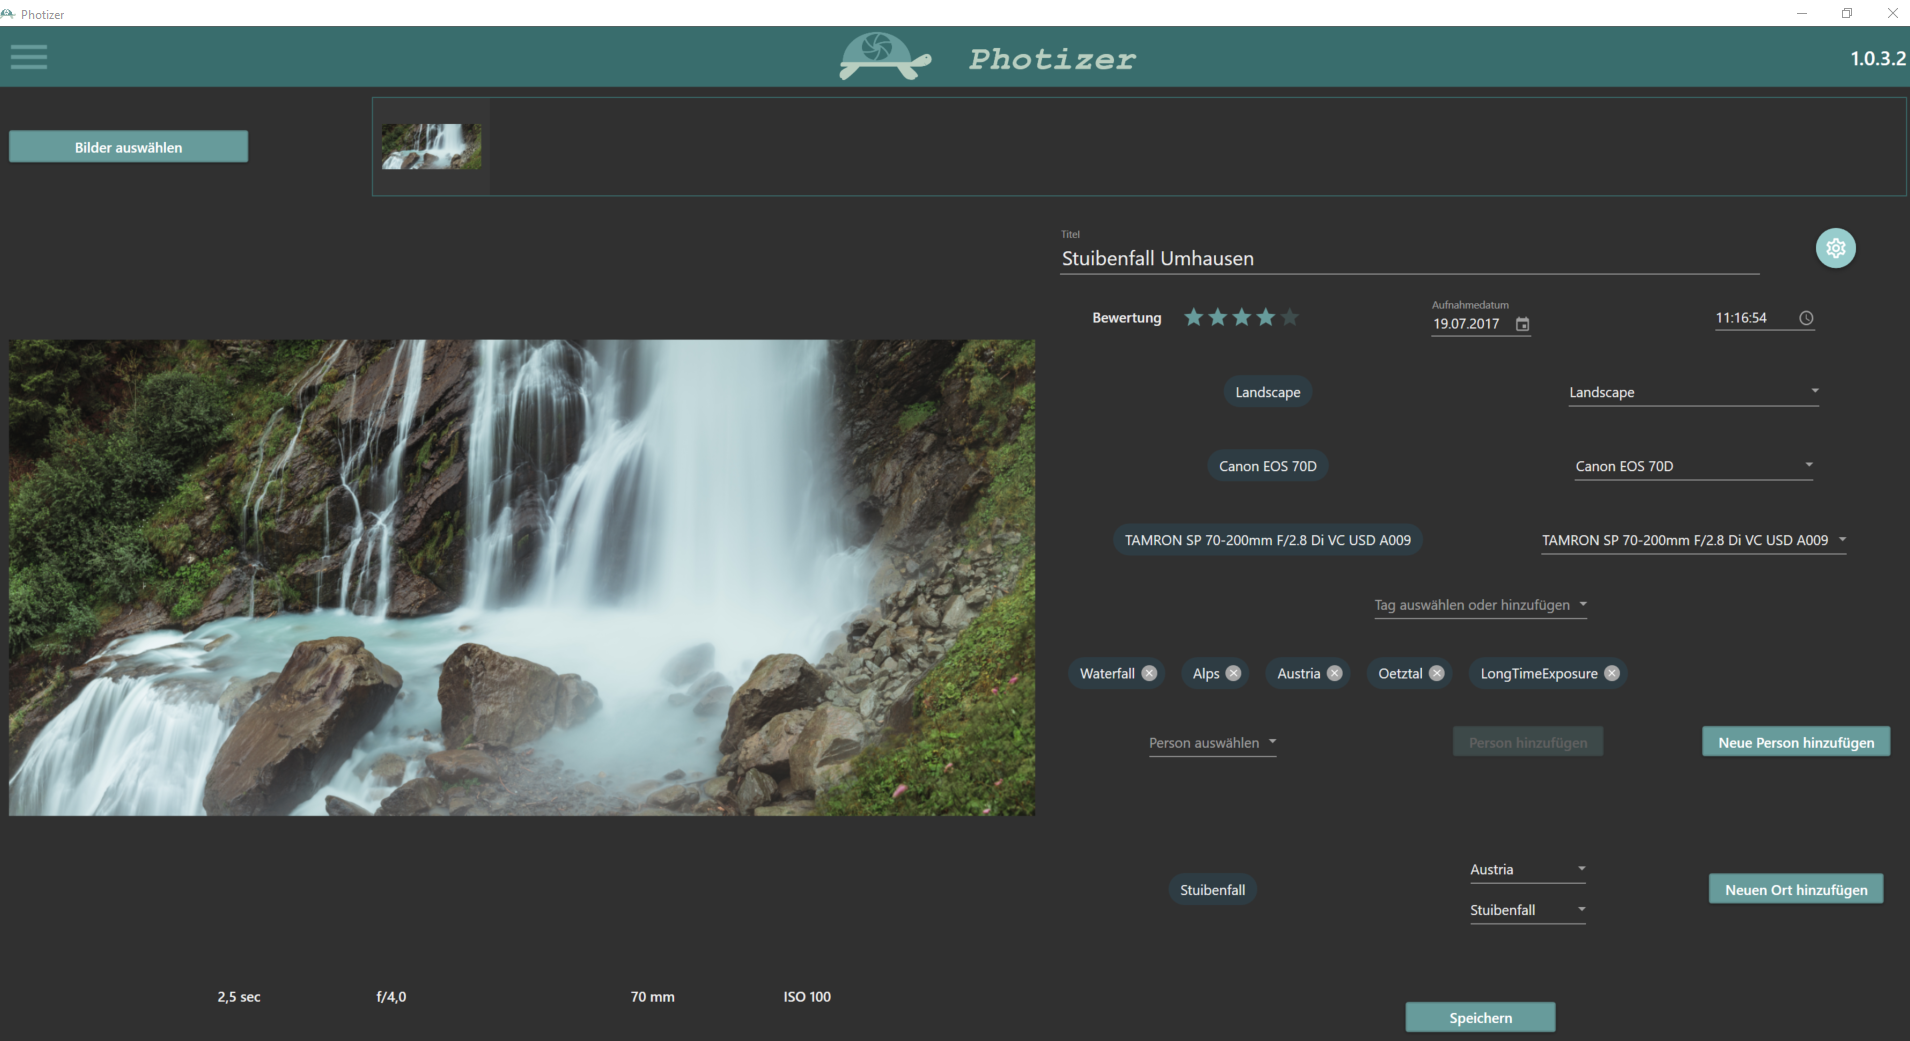 Photizer
Photizer
1.0.3.2
Bilder auswählen
Titel
Stuibenfall Umhausen
Bewertung
Aufnahmedatum
19.07.2017
11:16:54
Landscape
Landscape
Canon EOS 70D
Canon EOS 70D
TAMRON SP 70-200mm F/2.8 Di VC USD A009
TAMRON SP 70-200mm F/2.8 Di VC USD A009
Tag auswählen oder hinzufügen
Waterfall
Alps
Austria
Oetztal
LongTimeExposure
Person auswählen
Person hinzufügen
Neue Person hinzufügen
Stuibenfall
Austria
Stuibenfall
Neuen Ort hinzufügen
2,5 sec
f/4,0
70 mm
ISO 100
Speichern